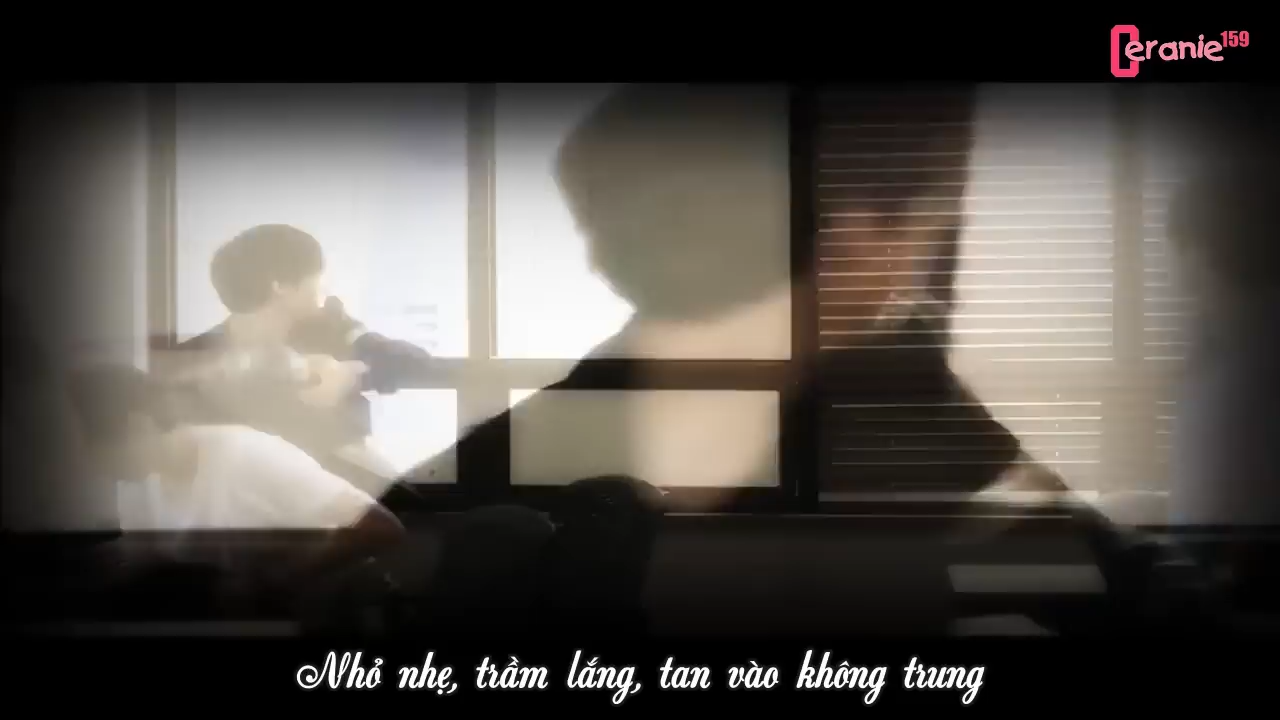 Ceranie159
Nhỏ nhẹ, trầm lắng, tan vào không trung